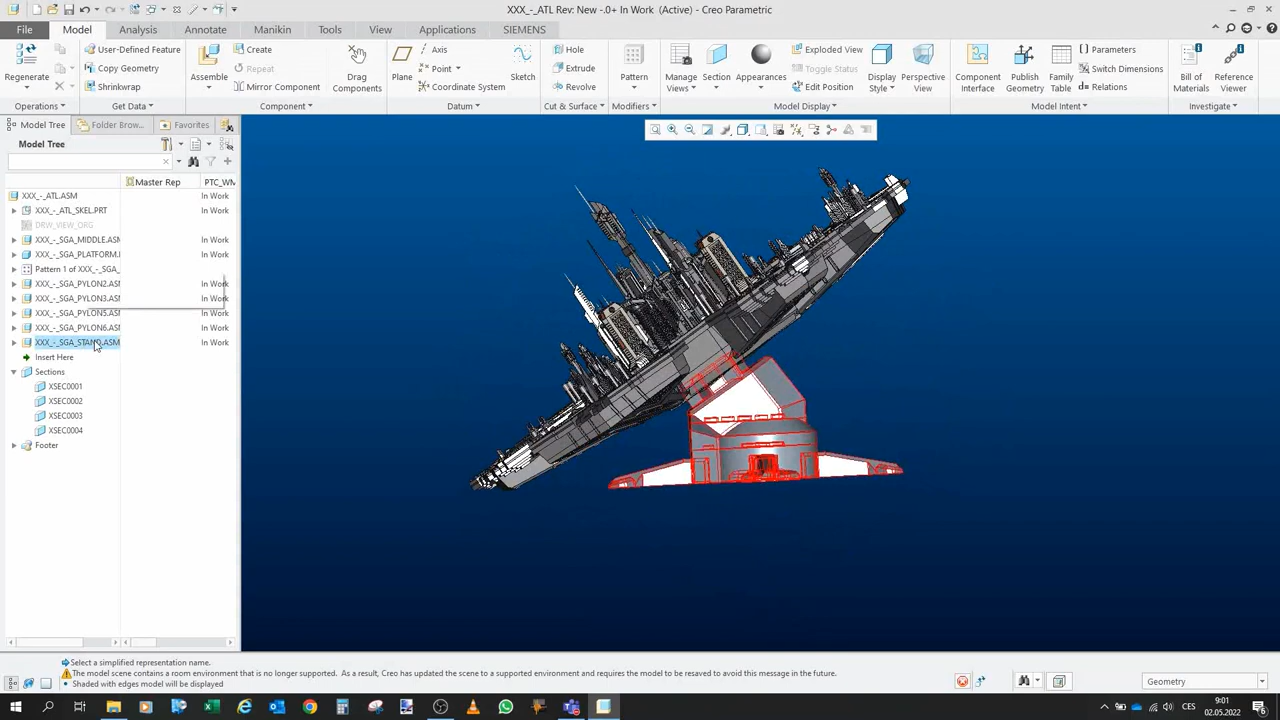 XXX_-_ATL Rev: New -.0+ In Work (Active) - Creo Parametric
File Model Analysis Annotate Manikin Tools View Applications SIEMENS
Regenerate
User-Defined Feature
Copy Geometry
Shrinkwrap
Assemble
Create
Repeat
Mirror Component
Drag Components
Plane
Axis
Point
Coordinate System
Sketch
Hole
Extrude
Revolve
Pattern
Manage Views
Section
Appearances
Exploded View
Toggle Status
Edit Position
Display Style
Perspective View
Component Interface
Publish Geometry
Family Table
Parameters
Switch Dimensions
Relations
Bill of Materials
Reference Viewer
Operations Get Data Component Datum Cut & Surface Modifiers Model Display Model Intent Investigate
Model Tree Folder Brow... Favorites
Model Tree
Master Rep PTC_WM
XXX_-_ATL.ASM In Work
XXX_-_ATL_SKEL.PRT In Work
DRW_VIEW_ORG
XXX_-_SGA_MIDDLE.ASM In Work
XXX_-_SGA_PLATFORM.I In Work
Pattern 1 of XXX_-_SGA_
XXX_-_SGA_PYLON2.ASM In Work
XXX_-_SGA_PYLON3.ASM In Work
XXX_-_SGA_PYLON5.ASM In Work
XXX_-_SGA_PYLON6.ASM In Work
XXX_-_SGA_STAND.ASM In Work
Insert Here
Sections
XSEC0001
XSEC0002
XSEC0003
XSEC0004
Footer
Select a simplified representation name.
The model scene contains a room environment that is no longer supported. As a result, Creo has updated the scene to a supported environment and requires the model to be resaved to avoid this message in the future.
• Shaded with edges model will be displayed
Geometry
CES
9:01
02.05.2022